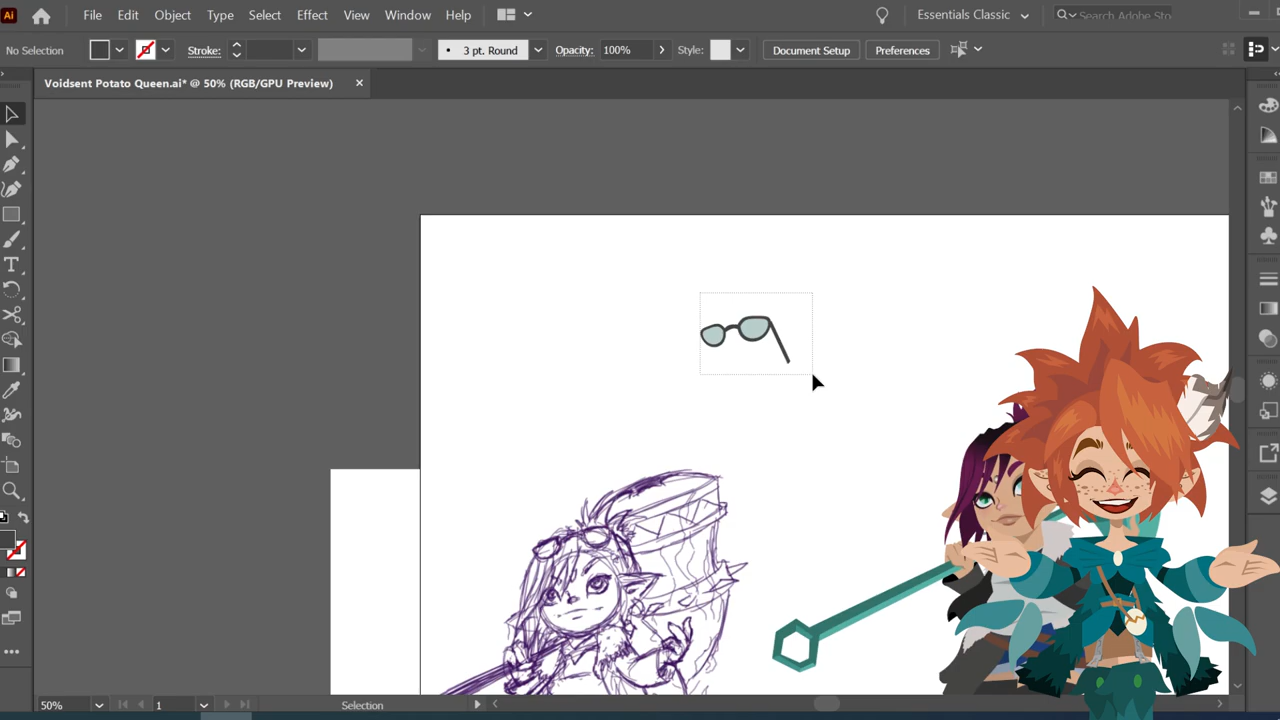 Ai File Edit Object Type Select Effect View Window Help Essentials Classic Search Adobe Sto
No Selection Stroke: 3 pt. Round Opacity: 100% Style: Document Setup Preferences
Voidsent Potato Queen.ai* @ 50% (RGB/GPU Preview)
50% 1 Selection